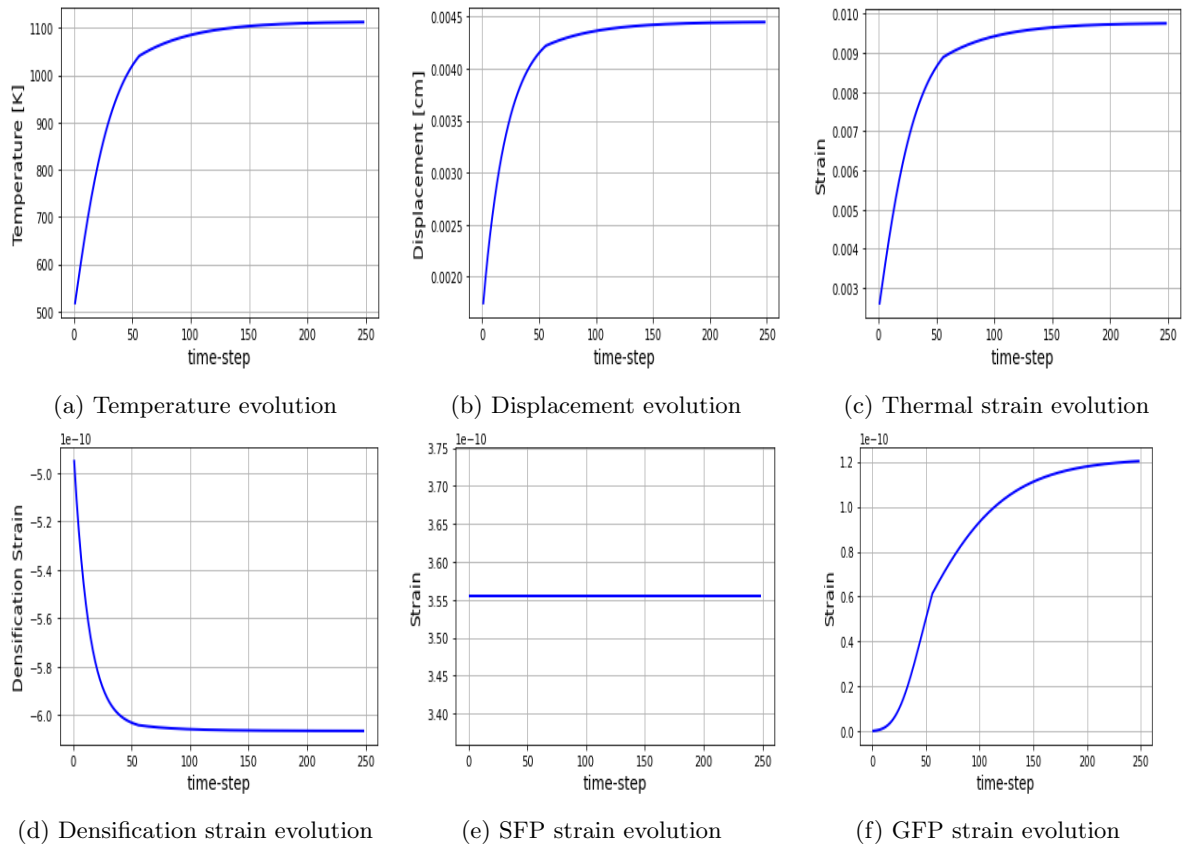 1100
1000
900
800
700
600
500
Temperature [K]
0 50 100 150 200 250
time-step
(a) Temperature evolution
0.0045
0.0040
0.0035
0.0030
0.0025
0.0020
Displacement [cm]
0 50 100 150 200 250
time-step
(b) Displacement evolution
0.010
0.009
0.008
0.007
0.006
0.005
0.004
0.003
Strain
0 50 100 150 200 250
time-step
(c) Thermal strain evolution
1e−10
−5.0
−5.2
−5.4
−5.6
−5.8
−6.0
Densification Strain
0 50 100 150 200 250
time-step
(d) Densification strain evolution
1e−10
3.75
3.70
3.65
3.60
3.55
3.50
3.45
3.40
Strain
0 50 100 150 200 250
time-step
(e) SFP strain evolution
1e−10
1.2
1.0
0.8
0.6
0.4
0.2
0.0
Strain
0 50 100 150 200 250
time-step
(f) GFP strain evolution